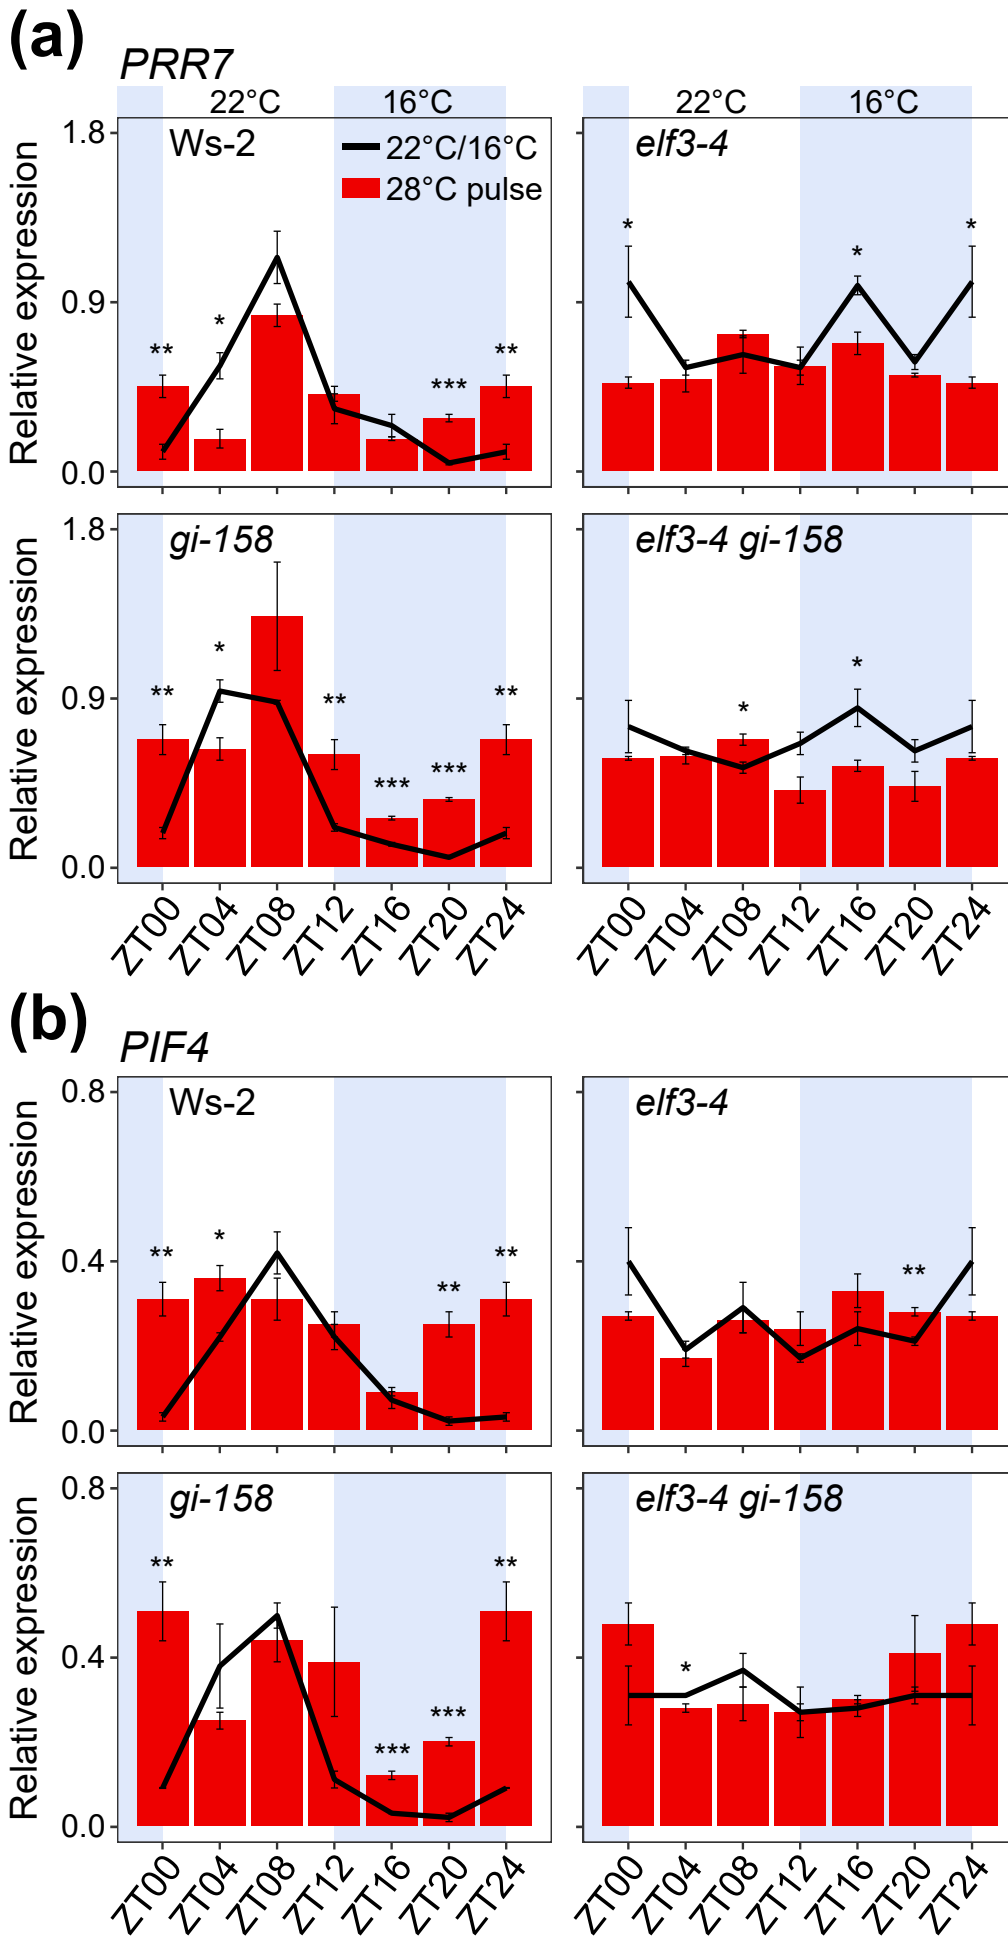 (a)
PRR7
22°C 16°C 22°C 16°C
Ws-2 elf3-4
22°C/16°C
28°C pulse
Relative expression
1.8
0.9
0.0
** * *** **
* * *
gi-158 elf3-4 gi-158
Relative expression
1.8
0.9
0.0
** * ** *** *** **
* *
ZT00 ZT04 ZT08 ZT12 ZT16 ZT20 ZT24
ZT00 ZT04 ZT08 ZT12 ZT16 ZT20 ZT24
(b)
PIF4
Ws-2 elf3-4
Relative expression
0.8
0.4
0.0
** * ** **
**
gi-158 elf3-4 gi-158
Relative expression
0.8
0.4
0.0
** *** *** **
*
ZT00 ZT04 ZT08 ZT12 ZT16 ZT20 ZT24
ZT00 ZT04 ZT08 ZT12 ZT16 ZT20 ZT24